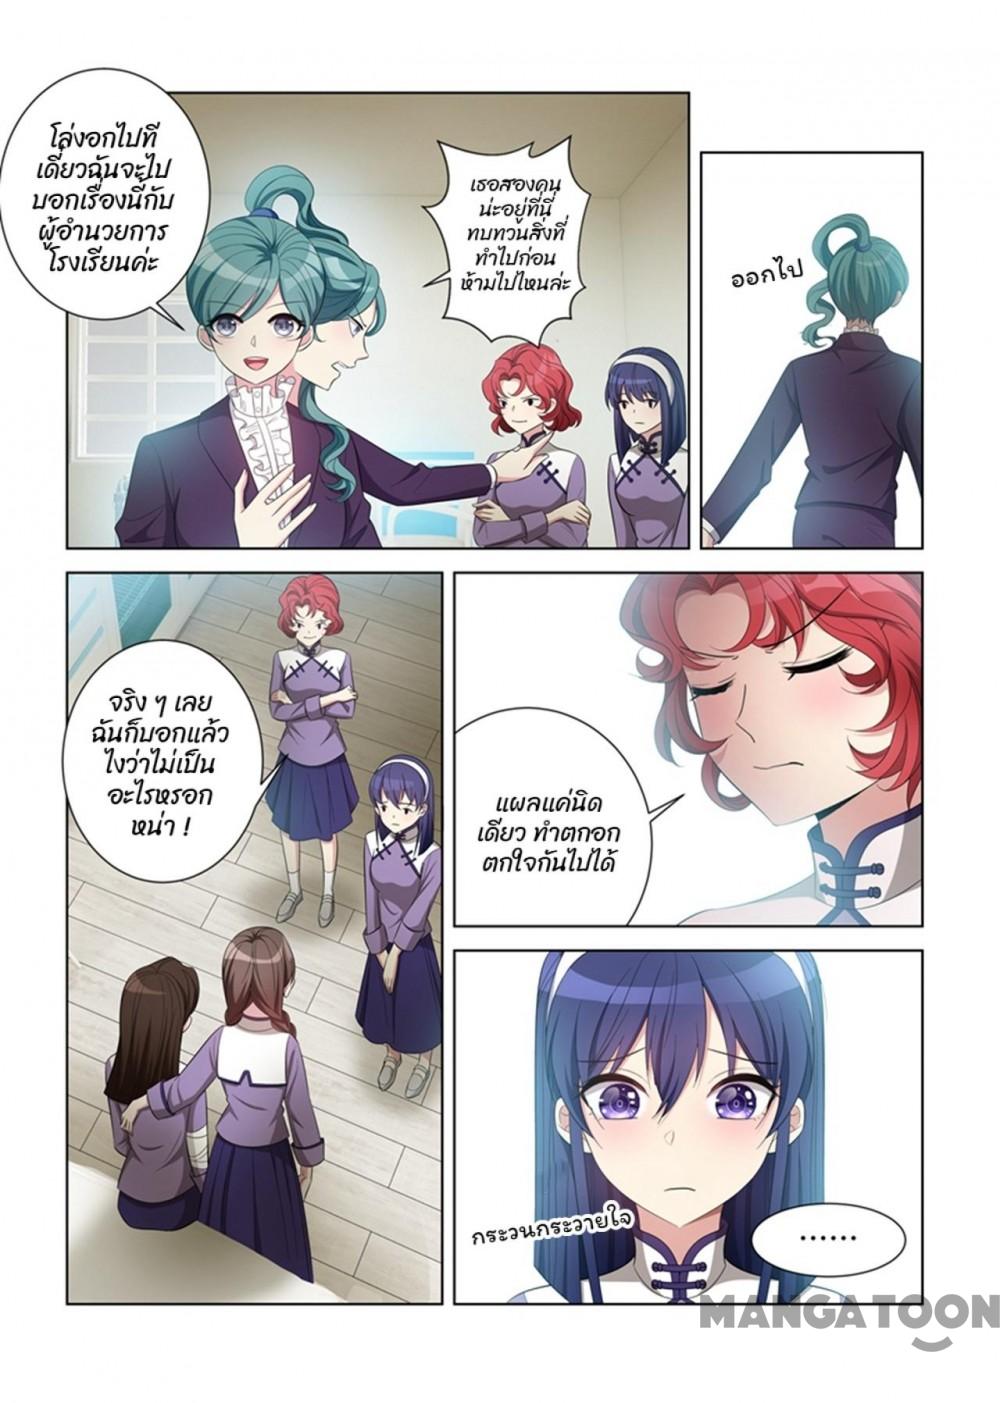 โล่งอกไปที
เดี๋ยวฉันจะไป
บอกเรื่องนี้กับ
ผู้อำนวยการ
โรงเรียนค่ะ
เธอสองคน
น่ะอยู่ที่นี่
ทบทวนสิ่งที่
ทำไปก่อน
ห้ามไปไหนล่ะ
ออกไป
จริง ๆ เลย
ฉันก็บอกแล้ว
ไงว่าไม่เป็น
อะไรหรอก
หน่า !
แผลแค่นิด
เดียว ทำตกอก
ตกใจกันไปได้
กระวนกระวายใจ
......
MANGATOON